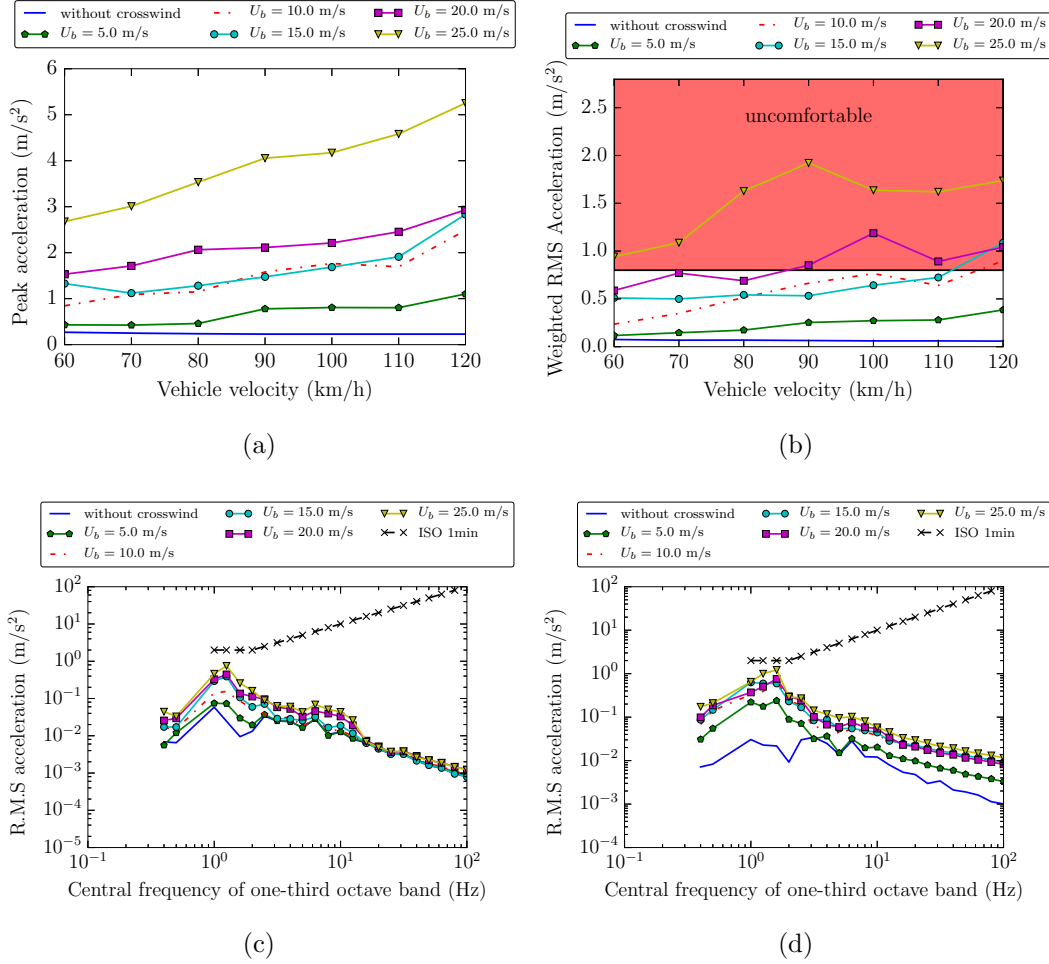 without crosswind
U_b = 5.0 m/s
U_b = 10.0 m/s
U_b = 15.0 m/s
U_b = 20.0 m/s
U_b = 25.0 m/s
Peak acceleration (m/s²)
6
5
4
3
2
1
0
60 70 80 90 100 110 120
Vehicle velocity (km/h)
(a)
without crosswind
U_b = 5.0 m/s
U_b = 10.0 m/s
U_b = 15.0 m/s
U_b = 20.0 m/s
U_b = 25.0 m/s
Weighted RMS Acceleration (m/s²)
uncomfortable
2.5
2.0
1.5
1.0
0.5
0.0
60 70 80 90 100 110 120
Vehicle velocity (km/h)
(b)
without crosswind
U_b = 5.0 m/s
U_b = 10.0 m/s
U_b = 15.0 m/s
U_b = 20.0 m/s
U_b = 25.0 m/s
ISO 1min
R.M.S acceleration (m/s²)
10²
10¹
10⁰
10⁻¹
10⁻²
10⁻³
10⁻⁴
10⁻⁵
10⁻¹ 10⁰ 10¹ 10²
Central frequency of one-third octave band (Hz)
(c)
without crosswind
U_b = 5.0 m/s
U_b = 10.0 m/s
U_b = 15.0 m/s
U_b = 20.0 m/s
U_b = 25.0 m/s
ISO 1min
R.M.S acceleration (m/s²)
10²
10¹
10⁰
10⁻¹
10⁻²
10⁻³
10⁻⁴
10⁻⁵
10⁻¹ 10⁰ 10¹ 10²
Central frequency of one-third octave band (Hz)
(d)